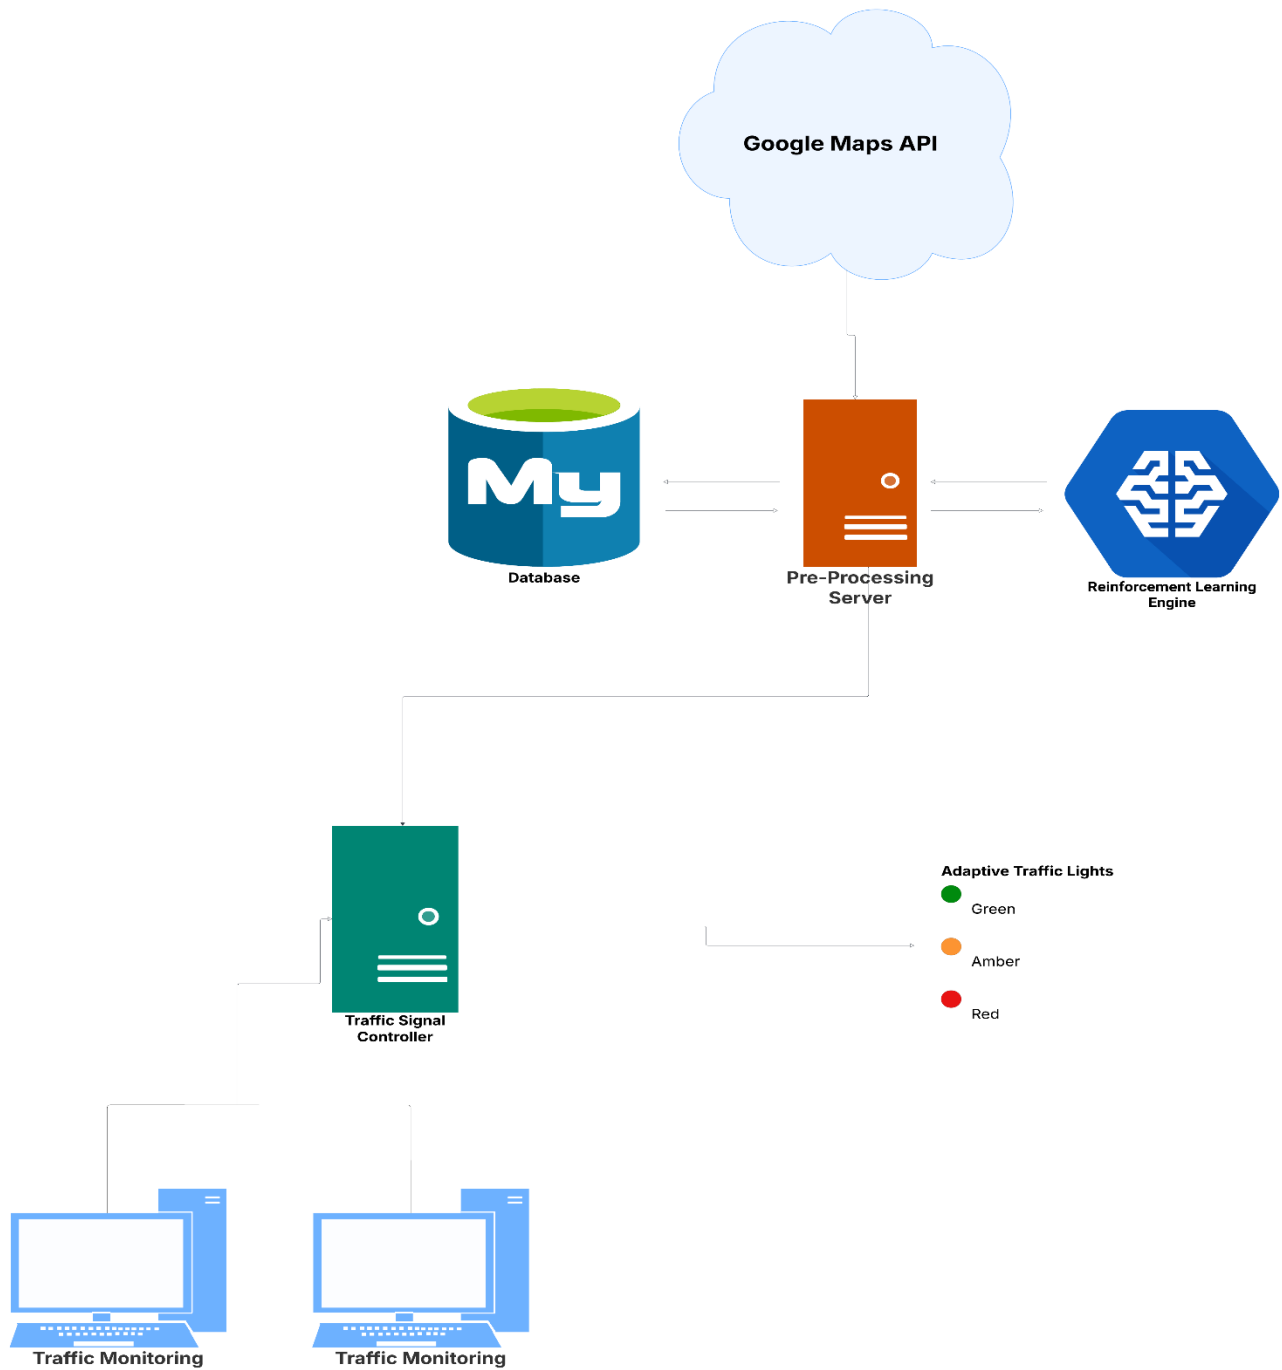 Google Maps API
My
Database
Pre-Processing
Server
Reinforcement Learning
Engine
Traffic Signal
Controller
Adaptive Traffic Lights
Green
Amber
Red
Traffic Monitoring
Traffic Monitoring